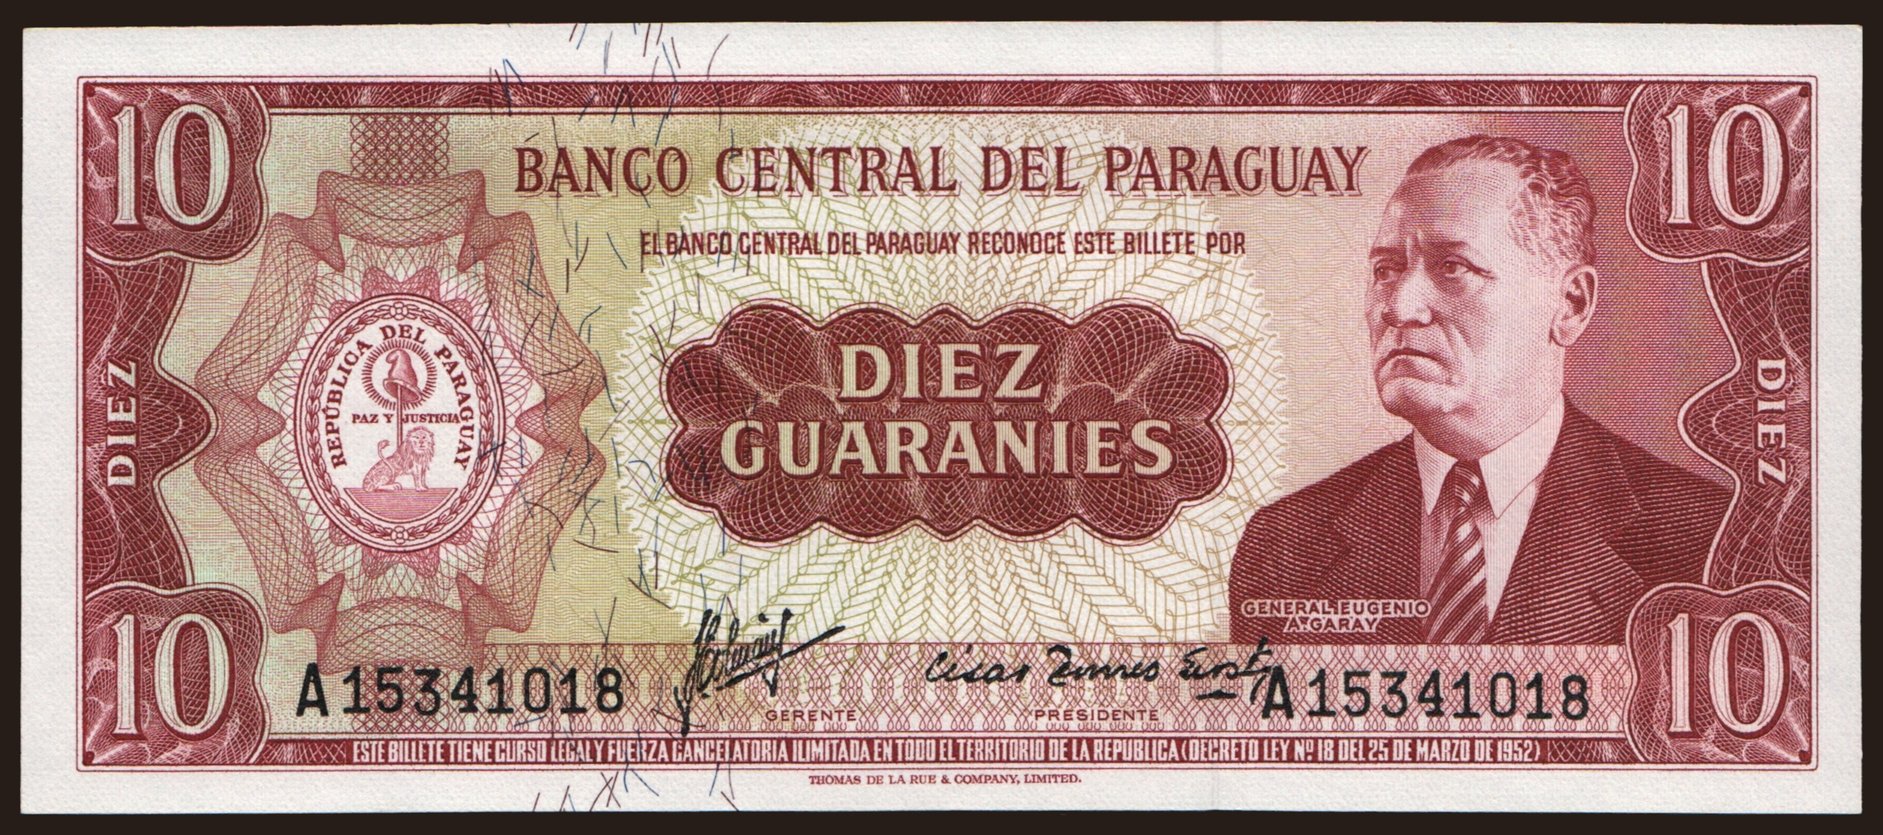 10
10
BANCO CENTRAL DEL PARAGUAY
EL BANCO CENTRAL DEL PARAGUAY RECONOCE ESTE BILLETE POR
REPÚBLICA DEL PARAGUAY
PAZ Y JUSTICIA
DIEZ
DIEZ
GUARANIES
DIEZ
GENERAL EUGENIO
A. GARAY
10
A15341018
GERENTE
PRESIDENTE
A15341018
10
ESTE BILLETE TIENE CURSO LEGAL Y FUERZA CANCELATORIA ILIMITADA EN TODO EL TERRITORIO DE LA REPUBLICA (DECRETO LEY Nº 18 DEL 25 DE MARZO DE 1952)
THOMAS DE LA RUE & COMPANY, LIMITED.